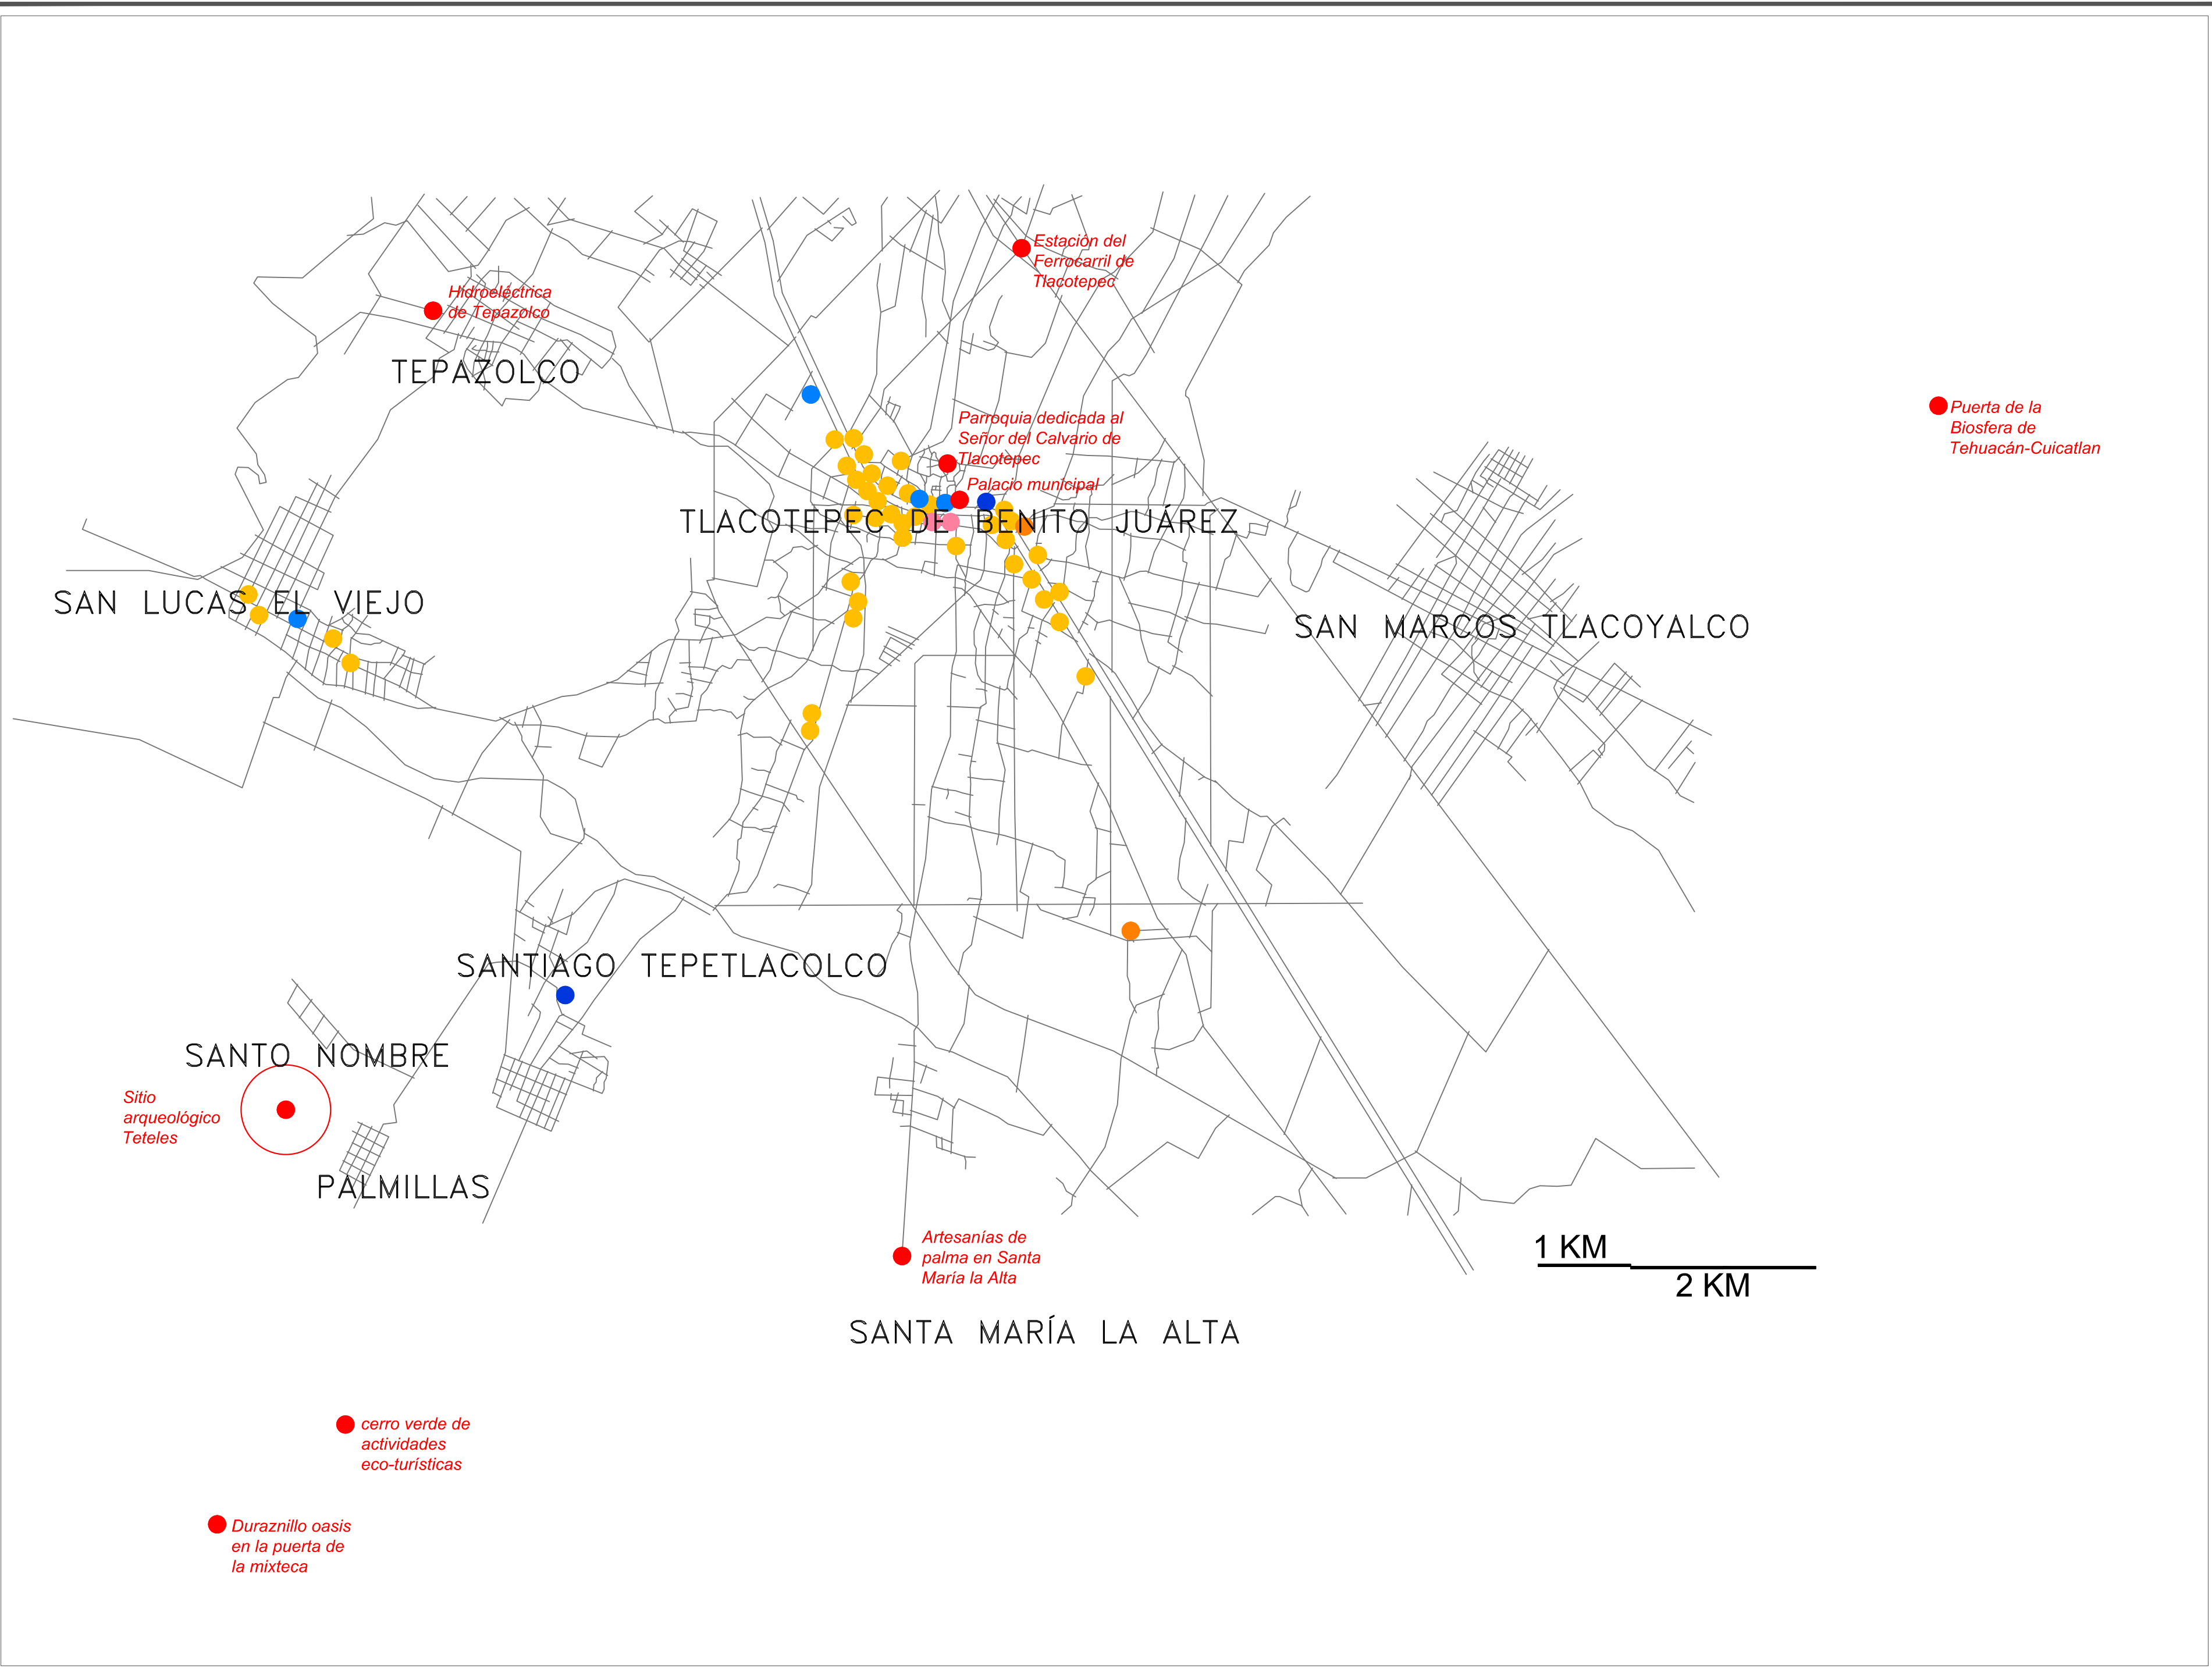 Estación del
Ferrocarril de
Tlacotepec
Hidroeléctrica
de Tepazolco
TEPAZOLCO
Puerta de la
Biosfera de
Tehuacán-Cuicatlan
Parroquia dedicada al
Señor del Calvario de
Tlacotepec
Palacio municipal
TLACOTEPEC DE BENITO JUÁREZ
SAN LUCAS EL VIEJO
SAN MARCOS TLACOYALCO
SANTIAGO TEPETLACOLCO
SANTO NOMBRE
Sitio
arqueológico
Teteles
PALMILLAS
Artesanías de
palma en Santa
María la Alta
1 KM
2 KM
SANTA MARÍA LA ALTA
cerro verde de
actividades
eco-turísticas
Duraznillo oasis
en la puerta de
la mixteca